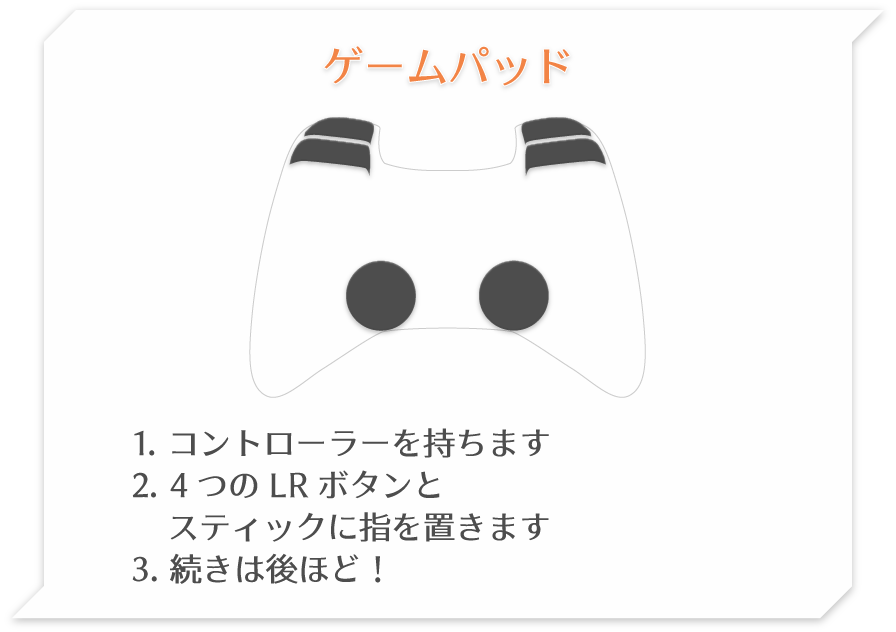 ゲームパッド
1. コントローラーを持ちます
2. 4 つの LR ボタンと
スティックに指を置きます
3. 続きは後ほど！